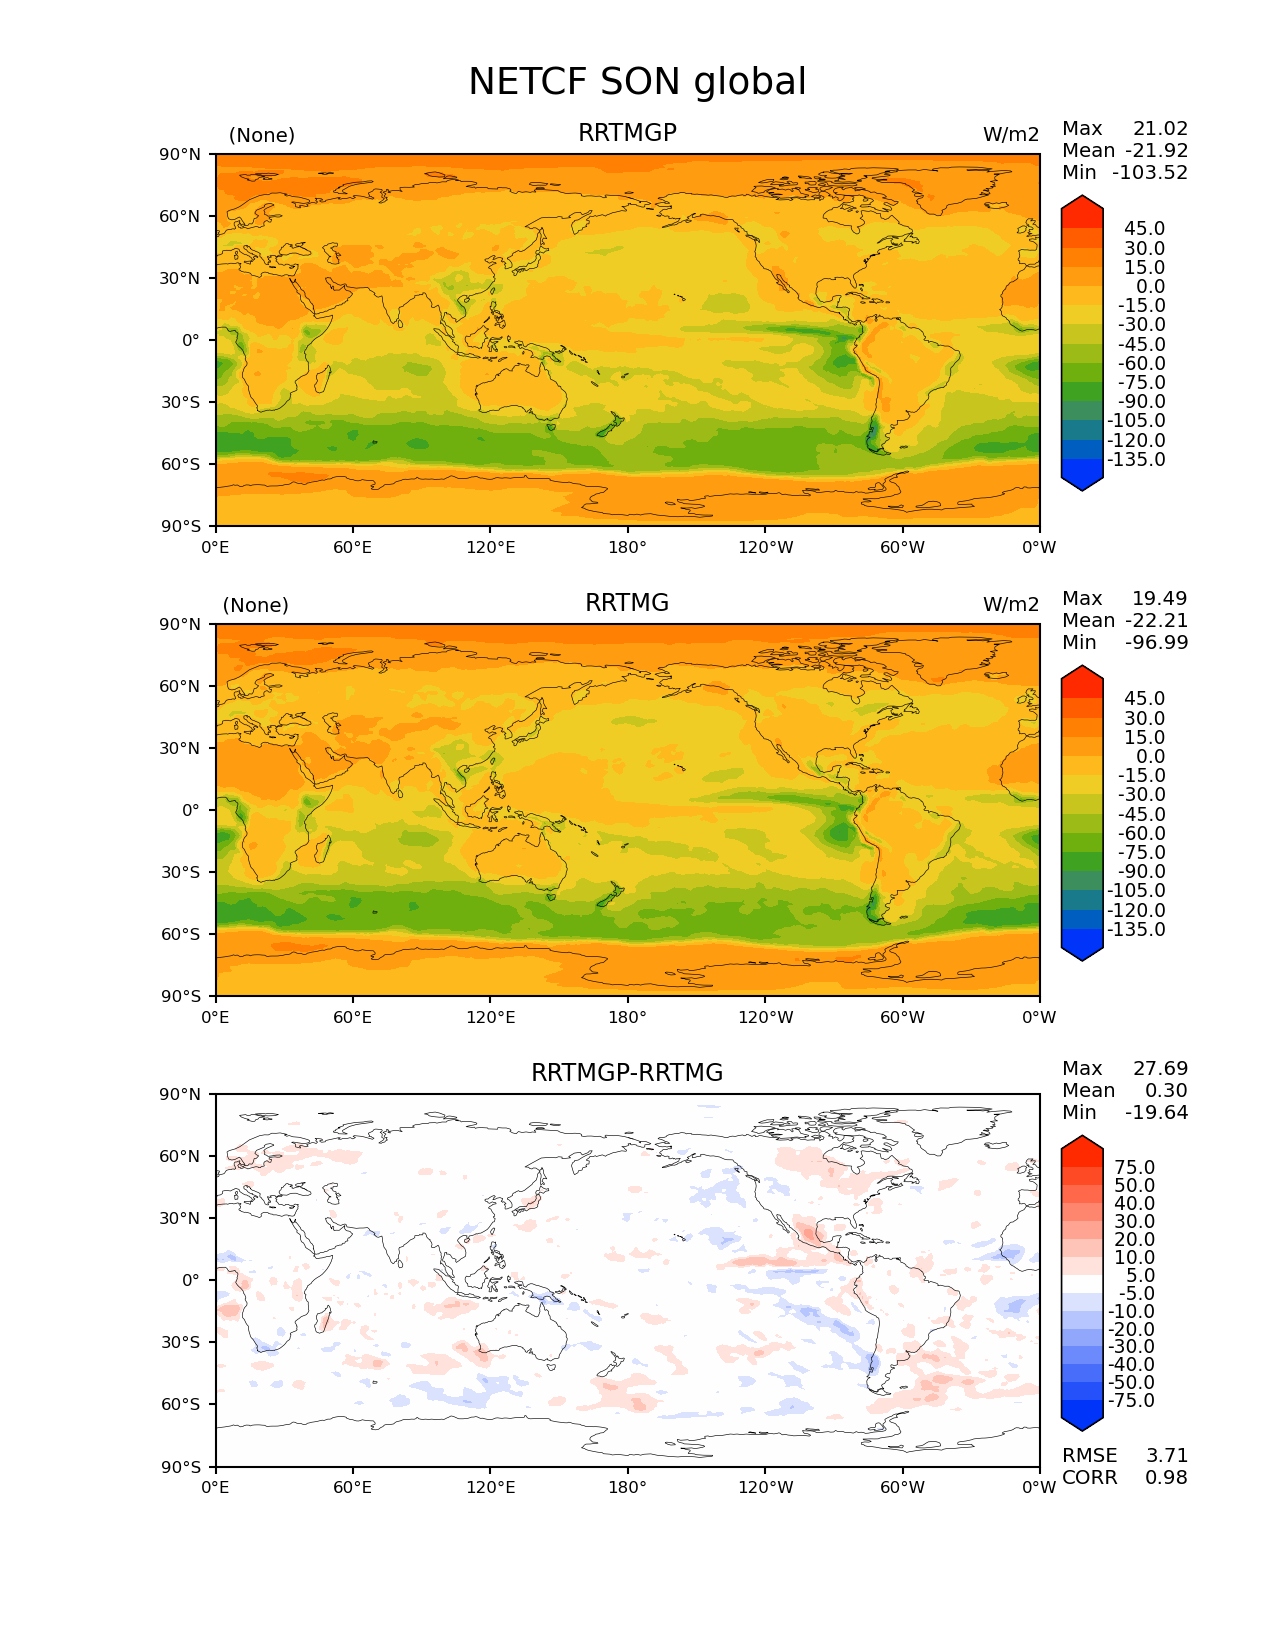 NETCF SON global
(None) RRTMGP W/m2
Max 21.02
Mean -21.92
Min -103.52
90°N
60°N
30°N
0°
30°S
60°S
90°S
0°E 60°E 120°E 180° 120°W 60°W 0°W
45.0
30.0
15.0
0.0
-15.0
-30.0
-45.0
-60.0
-75.0
-90.0
-105.0
-120.0
-135.0
(None) RRTMG W/m2
Max 19.49
Mean -22.21
Min -96.99
90°N
60°N
30°N
0°
30°S
60°S
90°S
0°E 60°E 120°E 180° 120°W 60°W 0°W
45.0
30.0
15.0
0.0
-15.0
-30.0
-45.0
-60.0
-75.0
-90.0
-105.0
-120.0
-135.0
RRTMGP-RRTMG
Max 27.69
Mean 0.30
Min -19.64
90°N
60°N
30°N
0°
30°S
60°S
90°S
0°E 60°E 120°E 180° 120°W 60°W 0°W
75.0
50.0
40.0
30.0
20.0
10.0
5.0
-5.0
-10.0
-20.0
-30.0
-40.0
-50.0
-75.0
RMSE 3.71
CORR 0.98